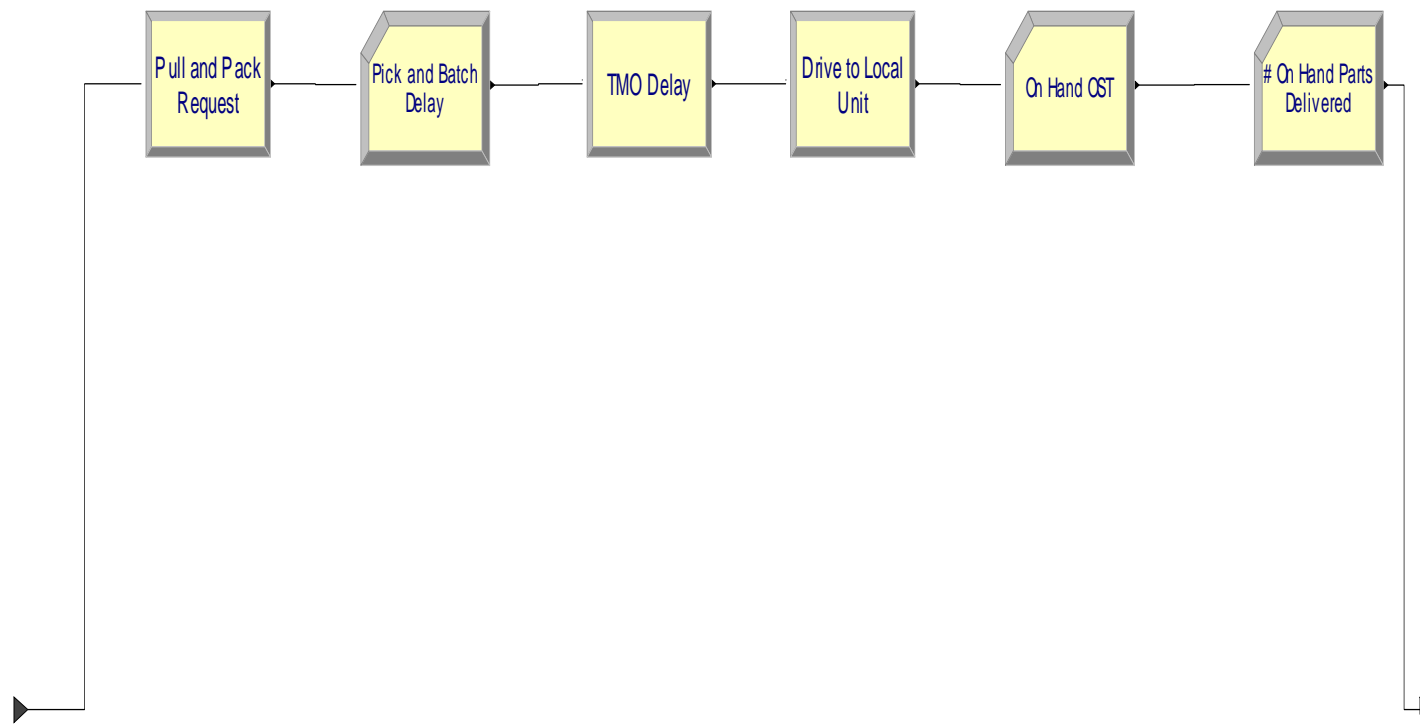 Pull and Pack
Request
Pick and Batch
Delay
TMO Delay
Drive to Local
Unit
On Hand OST
# On Hand Parts
Delivered